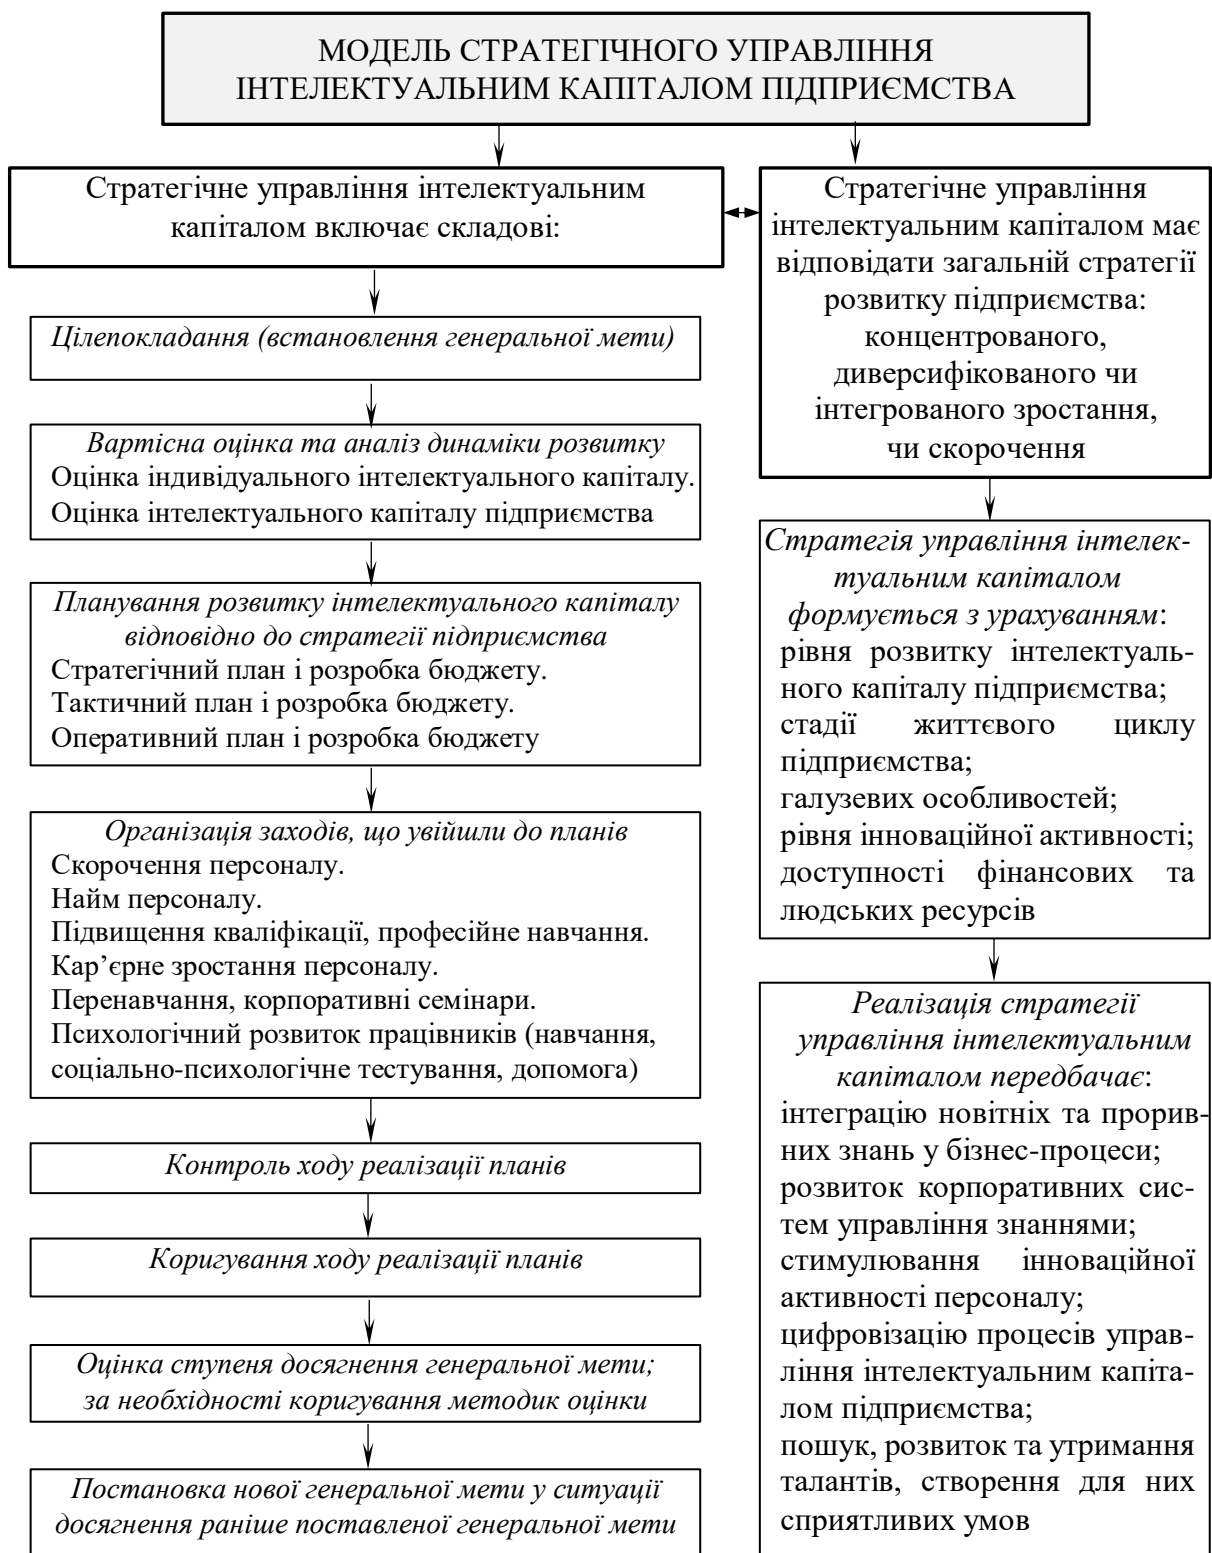 МОДЕЛЬ СТРАТЕГІЧНОГО УПРАВЛІННЯ
ІНТЕЛЕКТУАЛЬНИМ КАПІТАЛОМ ПІДПРИЄМСТВА
Стратегічне управління інтелектуальним
капіталом включає складові:
Цілепокладання (встановлення генеральної мети)
Вартісна оцінка та аналіз динаміки розвитку
Оцінка індивідуального інтелектуального капіталу.
Оцінка інтелектуального капіталу підприємства
Планування розвитку інтелектуального капіталу
відповідно до стратегії підприємства
Стратегічний план і розробка бюджету.
Тактичний план і розробка бюджету.
Оперативний план і розробка бюджету
Організація заходів, що увійшли до планів
Скорочення персоналу.
Найм персоналу.
Підвищення кваліфікації, професійне навчання.
Кар’єрне зростання персоналу.
Перенавчання, корпоративні семінари.
Психологічний розвиток працівників (навчання,
соціально-психологічне тестування, допомога)
Контроль ходу реалізації планів
Коригування ходу реалізації планів
Оцінка ступеня досягнення генеральної мети;
за необхідності коригування методик оцінки
Постановка нової генеральної мети у ситуації
досягнення раніше поставленої генеральної мети
Стратегічне управління
інтелектуальним капіталом має
відповідати загальній стратегії
розвитку підприємства:
концентрованого,
диверсифікованого чи
інтегрованого зростання,
чи скорочення
Стратегія управління інтелек-
туальним капіталом
формується з урахуванням:
рівня розвитку інтелектуаль-
ного капіталу підприємства;
стадії життєвого циклу
підприємства;
галузевих особливостей;
рівня інноваційної активності;
доступності фінансових та
людських ресурсів
Реалізація стратегії
управління інтелектуальним
капіталом передбачає:
інтеграцію новітніх та прорив-
них знань у бізнес-процеси;
розвиток корпоративних сис-
тем управління знаннями;
стимулювання інноваційної
активності персоналу;
цифровізацію процесів управ-
ління інтелектуальним капіта-
лом підприємства;
пошук, розвиток та утримання
талантів, створення для них
сприятливих умов